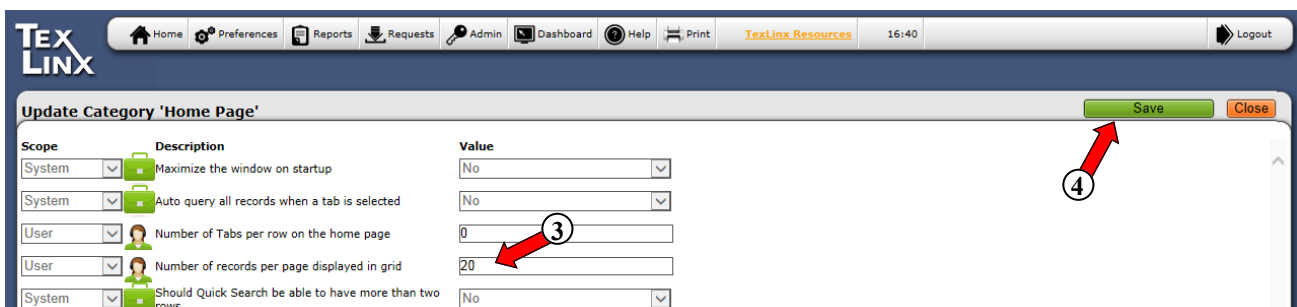 TEX
LINX
Home Preferences Reports Requests Admin Dashboard Help Print TexLinx Resources 16:40 Logout
Update Category 'Home Page' Save Close
Scope Description Value
System Maximize the window on startup No
System Auto query all records when a tab is selected No
User Number of Tabs per row on the home page 0
3
User Number of records per page displayed in grid 20
4
System Should Quick Search be able to have more than two No
rows